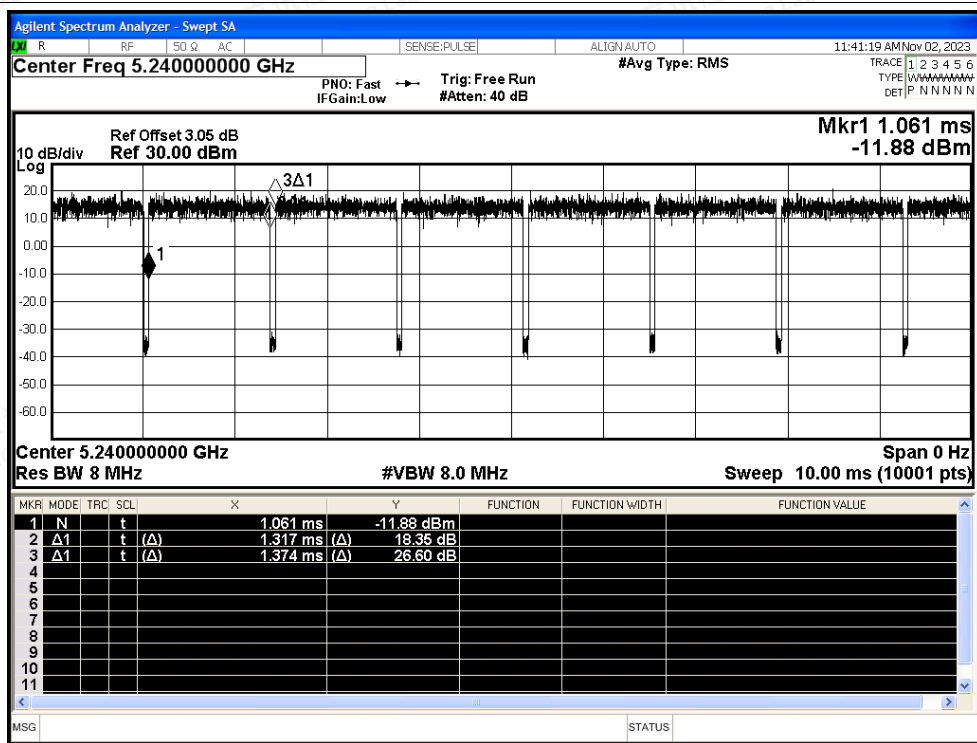 Agilent Spectrum Analyzer - Swept SA
LXI R RF 50 Ω AC SENSE:PULSE ALIGN AUTO 11:41:19 AM Nov 02, 2023
Center Freq 5.240000000 GHz #Avg Type: RMS TRACE 1 2 3 4 5 6
PNO: Fast Trig: Free Run TYPE WWWWWW
IFGain:Low #Atten: 40 dB DET P N N N N N
Mkr1 1.061 ms
Ref Offset 3.05 dB
10 dB/div Ref 30.00 dBm -11.88 dBm
Log
3Δ1
20.0
10.0
0.00
1
-10.0
-20.0
-30.0
-40.0
-50.0
-60.0
Center 5.240000000 GHz Span 0 Hz
Res BW 8 MHz #VBW 8.0 MHz Sweep 10.00 ms (10001 pts)
MKR MODE TRC SCL X Y FUNCTION FUNCTION WIDTH FUNCTION VALUE
1 N t 1.061 ms -11.88 dBm
2 Δ1 t (Δ) 1.317 ms (Δ) 18.35 dB
3 Δ1 t (Δ) 1.374 ms (Δ) 26.60 dB
4
5
6
7
8
9
10
11
MSG STATUS